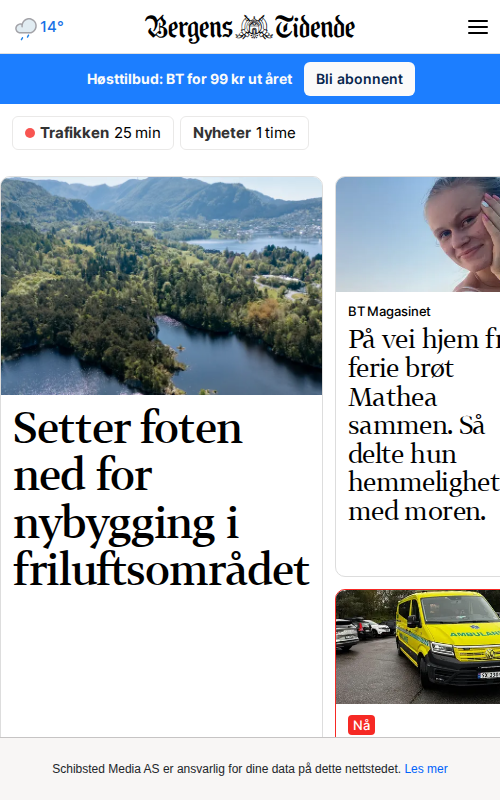 14°
Bergens Tidende
Høsttilbud: BT for 99 kr ut året
Bli abonnent
Trafikken 25 min
Nyheter 1 time
Setter foten
ned for
nybygging i
friluftsområdet
BT Magasinet
På vei hjem
ferie brøt
Mathea
sammen. Så
delte hun
hemmelighet
med moren.
AMBULAN
Nå
Schibsted Media AS er ansvarlig for dine data på dette nettstedet. Les mer